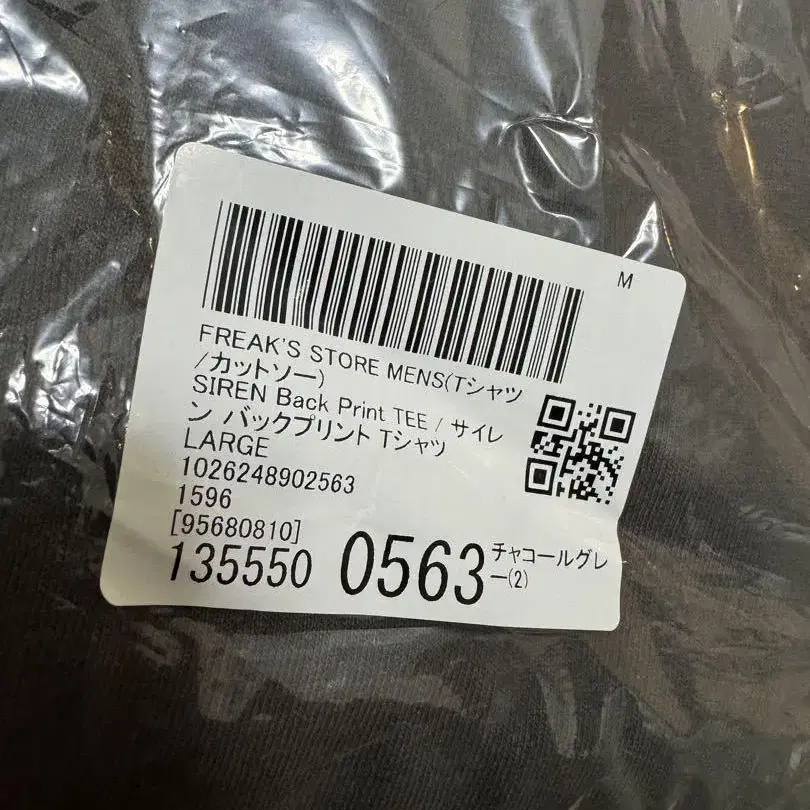 M
FREAK'S STORE MENS(Tシャツ
/カットソー)
SIREN Back Print TEE / サイレ
ン バックプリント Tシャツ
LARGE
1026248902563
1596
[95680810]
135550 0563 チャコールグレ
ー(2)